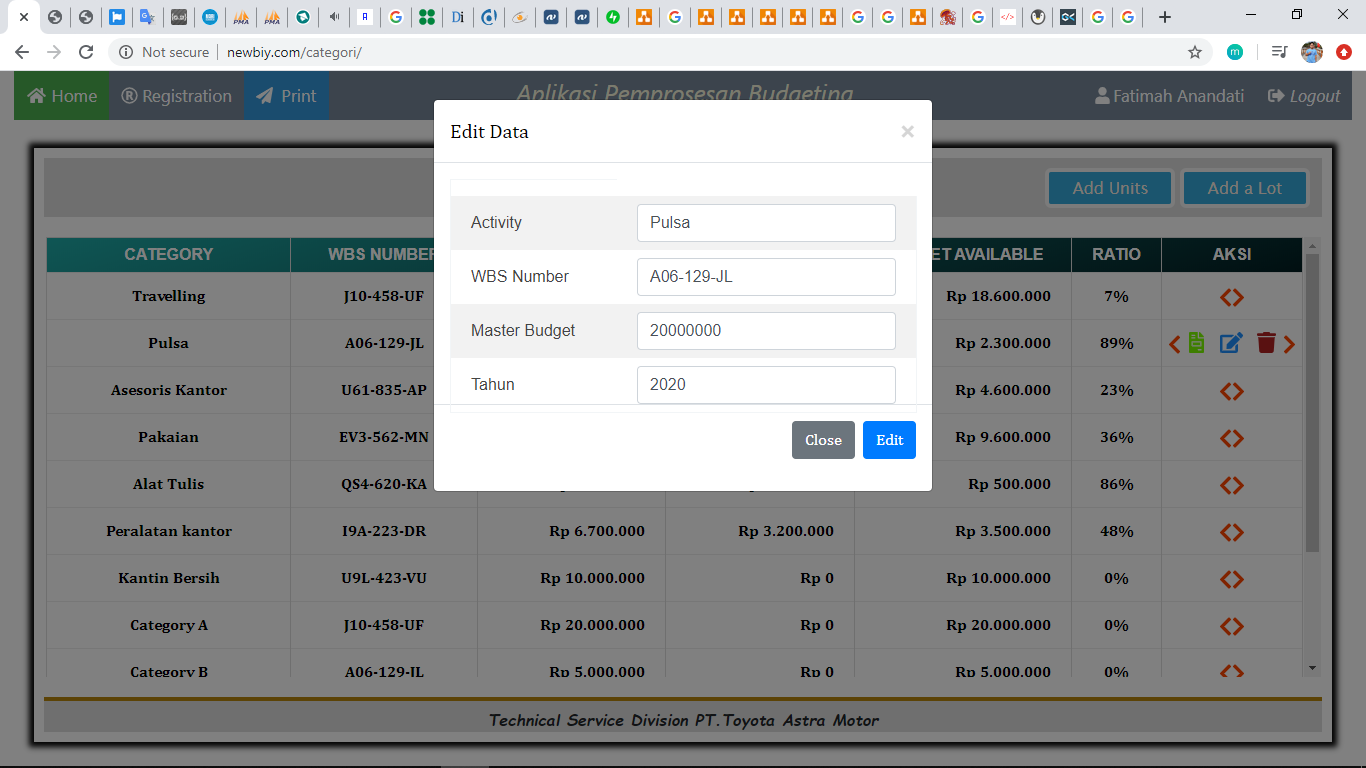 Not secure newbiy.com/categori/
Home Registration Print Aplikasi Pemprosesan Budgeting Fatimah Anandati Logout
Edit Data ×
Add Units Add a Lot
Activity Pulsa
WBS Number A06-129-JL
Master Budget 20000000
Tahun 2020
Close Edit
CATEGORY WBS NUMBER AVAILABLE RATIO AKSI
Travelling J10-458-UF Rp 18.600.000 7%
Pulsa A06-129-JL Rp 2.300.000 89%
Asesoris Kantor U61-835-AP Rp 4.600.000 23%
Pakaian EV3-562-MN Rp 9.600.000 36%
Alat Tulis QS4-620-KA Rp 500.000 86%
Peralatan kantor I9A-223-DR Rp 6.700.000 Rp 3.200.000 Rp 3.500.000 48%
Kantin Bersih U9L-423-VU Rp 10.000.000 Rp 0 Rp 10.000.000 0%
Category A J10-458-UF Rp 20.000.000 Rp 0 Rp 20.000.000 0%
Category B A06-129-JL Rp 5.000.000 Rp 0 Rp 5.000.000 0%
Technical Service Division PT.Toyota Astra Motor